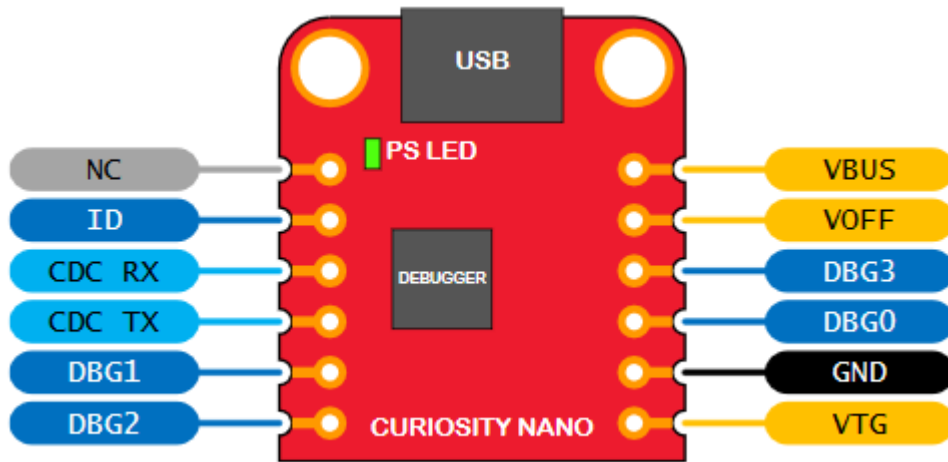 USB
PS LED
NC
VBUS
ID
VOFF
CDC RX
DEBUGGER
DBG3
CDC TX
DBG0
DBG1
GND
DBG2
CURIOSITY NANO
VTG